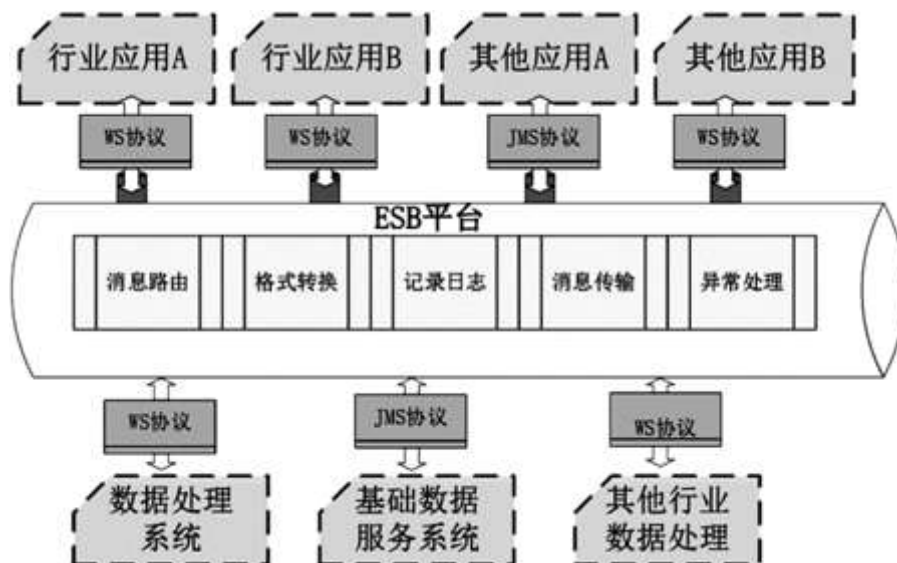 行业应用A
行业应用B
其他应用A
其他应用B
WS协议
WS协议
JMS协议
WS协议
ESB平台
消息路由
格式转换
记录日志
消息传输
异常处理
WS协议
JMS协议
WS协议
数据处理
系统
基础数据
服务系统
其他行业
数据处理